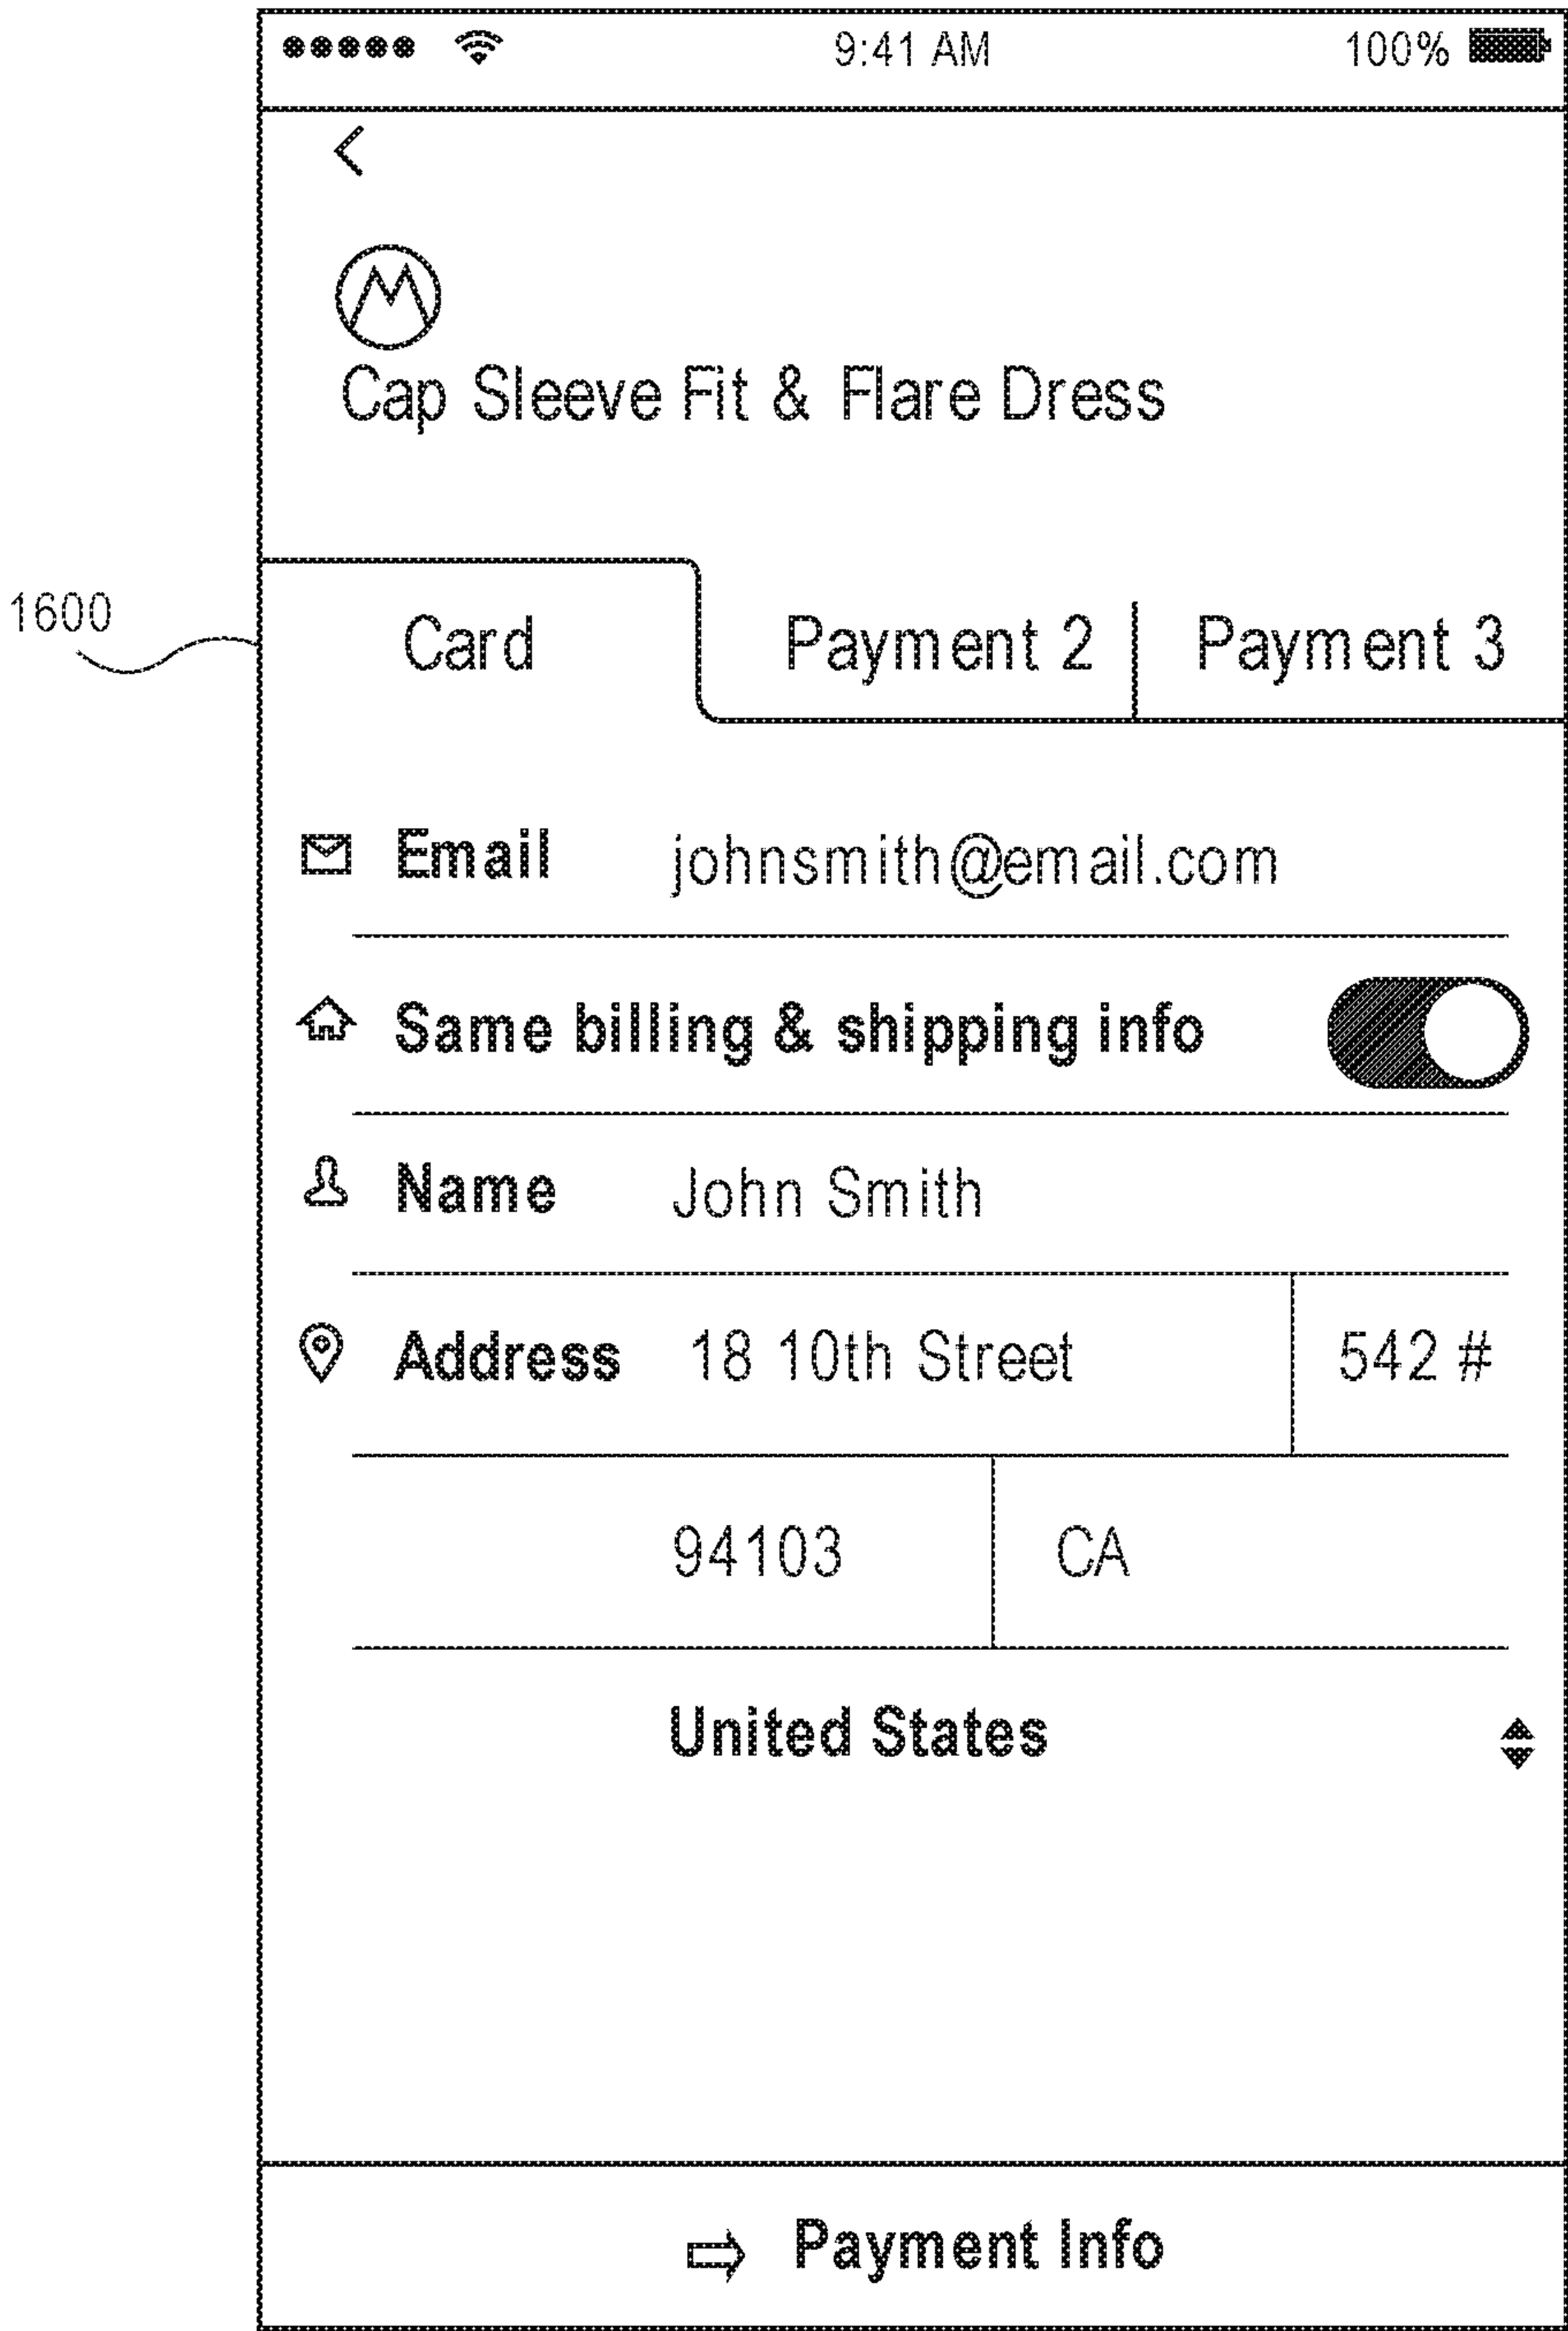 9:41 AM 100%
Cap Sleeve Fit & Flare Dress
1600
Card Payment 2 Payment 3
Email johnsmith@email.com
Same billing & shipping info
Name John Smith
Address 18 10th Street 542 #
94103 CA
United States
Payment Info